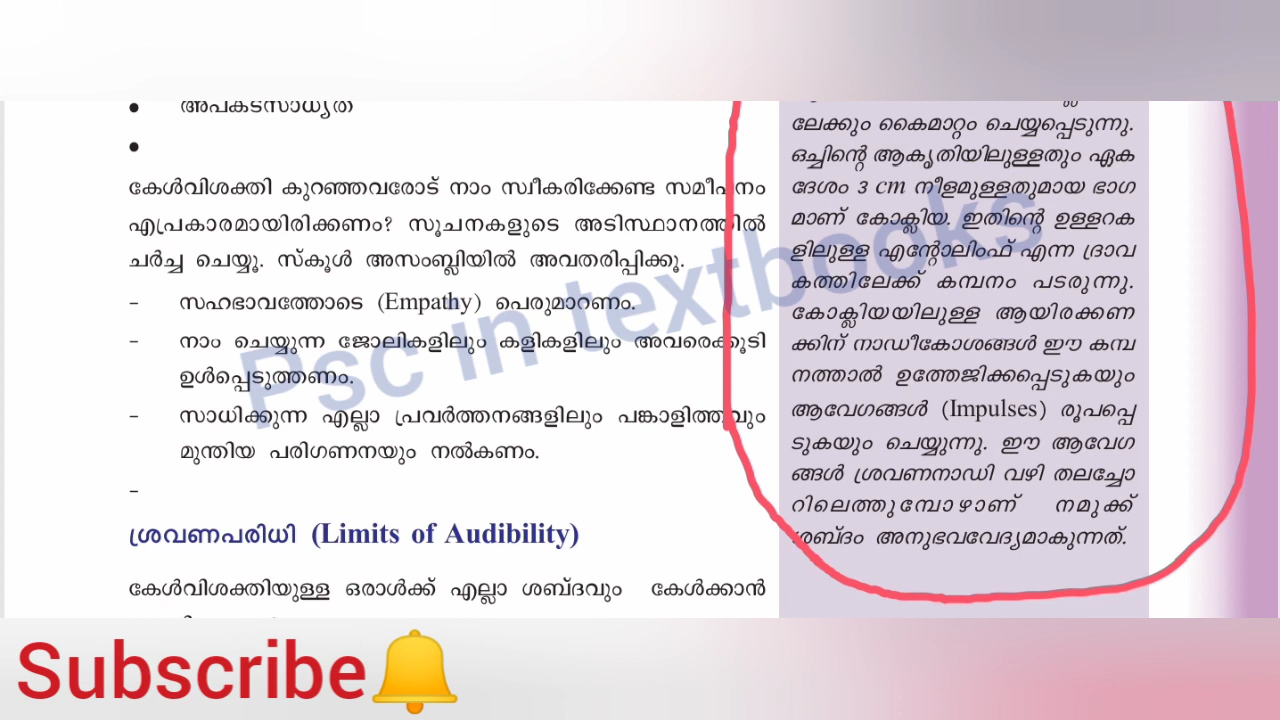 • അപകടസാധ്യത
•
കേൾവിശക്തി കുറഞ്ഞവരോട് നാം സ്വീകരിക്കേണ്ട സമീപനം
എപ്രകാരമായിരിക്കണം? സൂചനകളുടെ അടിസ്ഥാനത്തിൽ
ചർച്ച ചെയ്യൂ. സ്കൂൾ അസംബ്ലിയിൽ അവതരിപ്പിക്കൂ.
– സഹഭാവത്തോടെ (Empathy) പെരുമാറണം.
– നാം ചെയ്യുന്ന ജോലികളിലും കളികളിലും അവരെക്കൂടി
ഉൾപ്പെടുത്തണം.
– സാധിക്കുന്ന എല്ലാ പ്രവർത്തനങ്ങളിലും പങ്കാളിത്തവും
മുന്തിയ പരിഗണനയും നൽകണം.
–
ശ്രവണപരിധി (Limits of Audibility)
കേൾവിശക്തിയുള്ള ഒരാൾക്ക് എല്ലാ ശബ്ദവും കേൾക്കാൻ
ലേക്കും കൈമാറ്റം ചെയ്യപ്പെടുന്നു.
ഒച്ചിന്റെ ആകൃതിയിലുള്ളതും ഏക
ദേശം 3 cm നീളമുള്ളതുമായ ഭാഗ
മാണ് കോക്ലിയ. ഇതിന്റെ ഉള്ളറക
ളിലുള്ള എന്റോലിംഫ് എന്ന ദ്രാവ
കത്തിലേക്ക് കമ്പനം പടരുന്നു.
കോക്ലിയയിലുള്ള ആയിരക്കണ
ക്കിന് നാഡീകോശങ്ങൾ ഈ കമ്പ
നത്താൽ ഉത്തേജിക്കപ്പെടുകയും
ആവേഗങ്ങൾ (Impulses) രൂപപ്പെ
ടുകയും ചെയ്യുന്നു. ഈ ആവേഗ
ങ്ങൾ ശ്രവണനാഡി വഴി തലച്ചോ
റിലെത്തുമ്പോഴാണ് നമുക്ക്
ശബ്ദം അനുഭവവേദ്യമാകുന്നത്.
Psc in textbooks
Subscribe